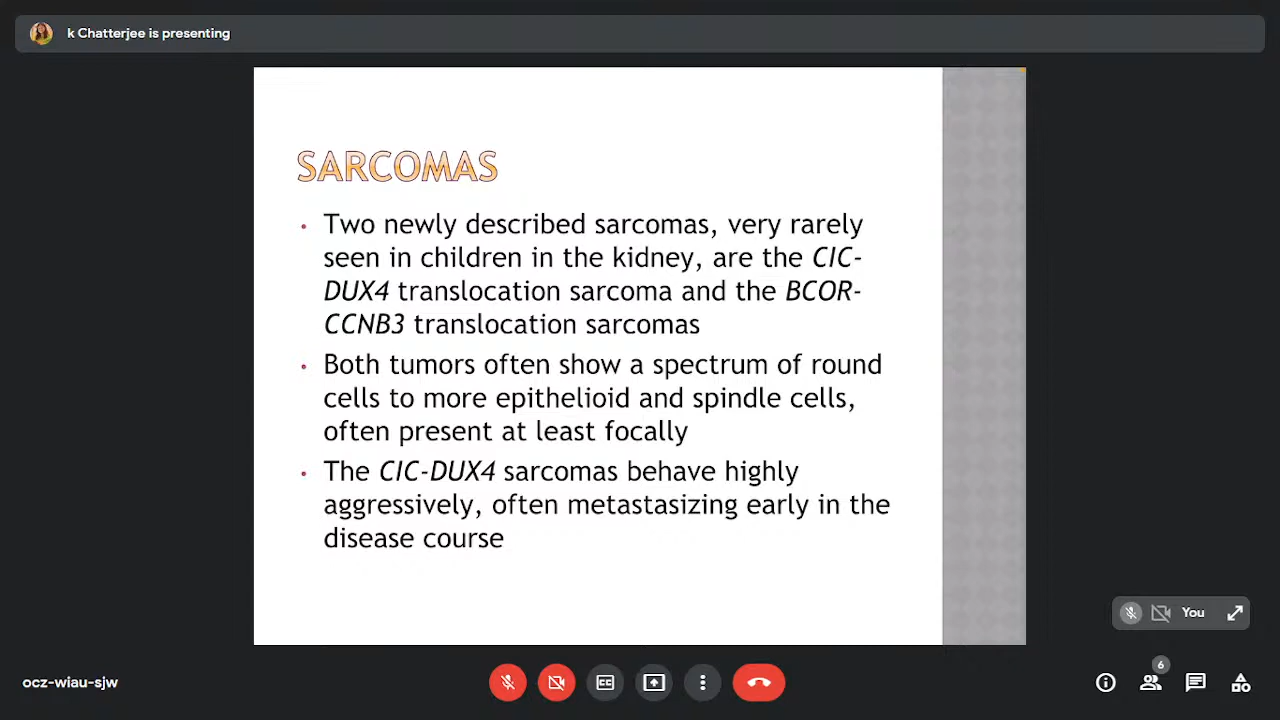 k Chatterjee is presenting
SARCOMAS
• Two newly described sarcomas, very rarely
seen in children in the kidney, are the CIC-
DUX4 translocation sarcoma and the BCOR-
CCNB3 translocation sarcomas
• Both tumors often show a spectrum of round
cells to more epithelioid and spindle cells,
often present at least focally
• The CIC-DUX4 sarcomas behave highly
aggressively, often metastasizing early in the
disease course
You
ocz-wiau-sjw
CC
6